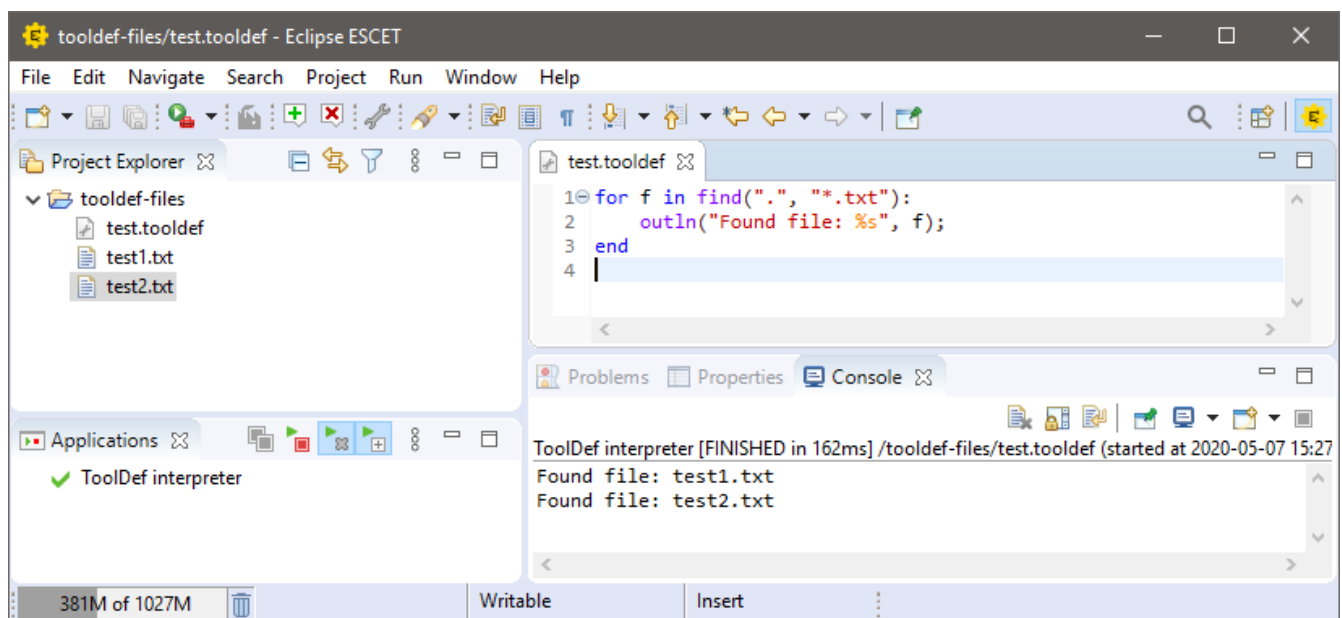 tooldef-files/test.tooldef - Eclipse ESCET
File Edit Navigate Search Project Run Window Help
Project Explorer
tooldef-files
test.tooldef
test1.txt
test2.txt
test.tooldef
1 for f in find(".", "*.txt"):
2 outln("Found file: %s", f);
3 end
4
Applications
ToolDef interpreter
Problems Properties Console
ToolDef interpreter [FINISHED in 162ms] /tooldef-files/test.tooldef (started at 2020-05-07 15:27
Found file: test1.txt
Found file: test2.txt
381M of 1027M Writable Insert